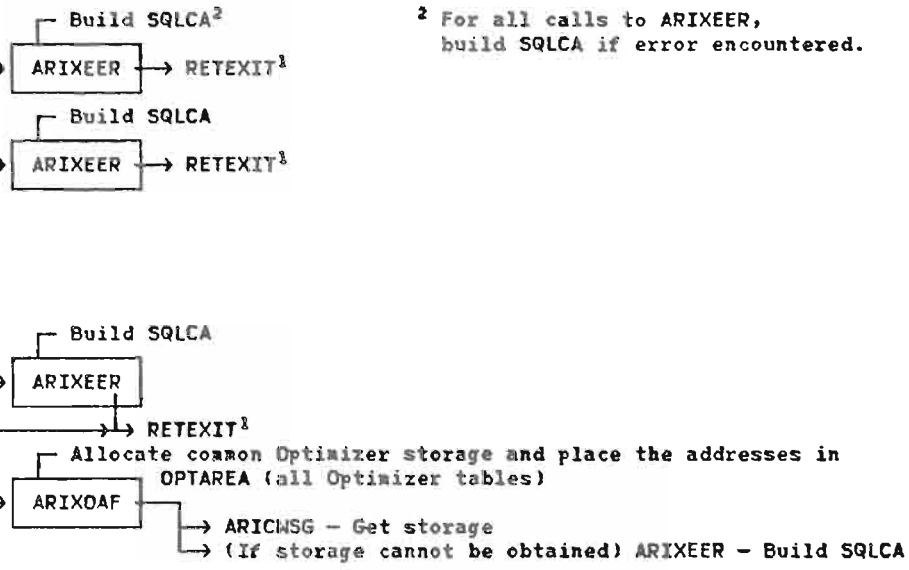 Build SQLCA²
² For all calls to ARIXEER,
build SQLCA if error encountered.
ARIXEER → RETEXIT¹
Build SQLCA
ARIXEER → RETEXIT¹
Build SQLCA
ARIXEER
→ RETEXIT¹
Allocate common Optimizer storage and place the addresses in
OPTAREA (all Optimizer tables)
ARIXOAF
→ ARICWSG — Get storage
→ (If storage cannot be obtained) ARIXEER — Build SQLCA